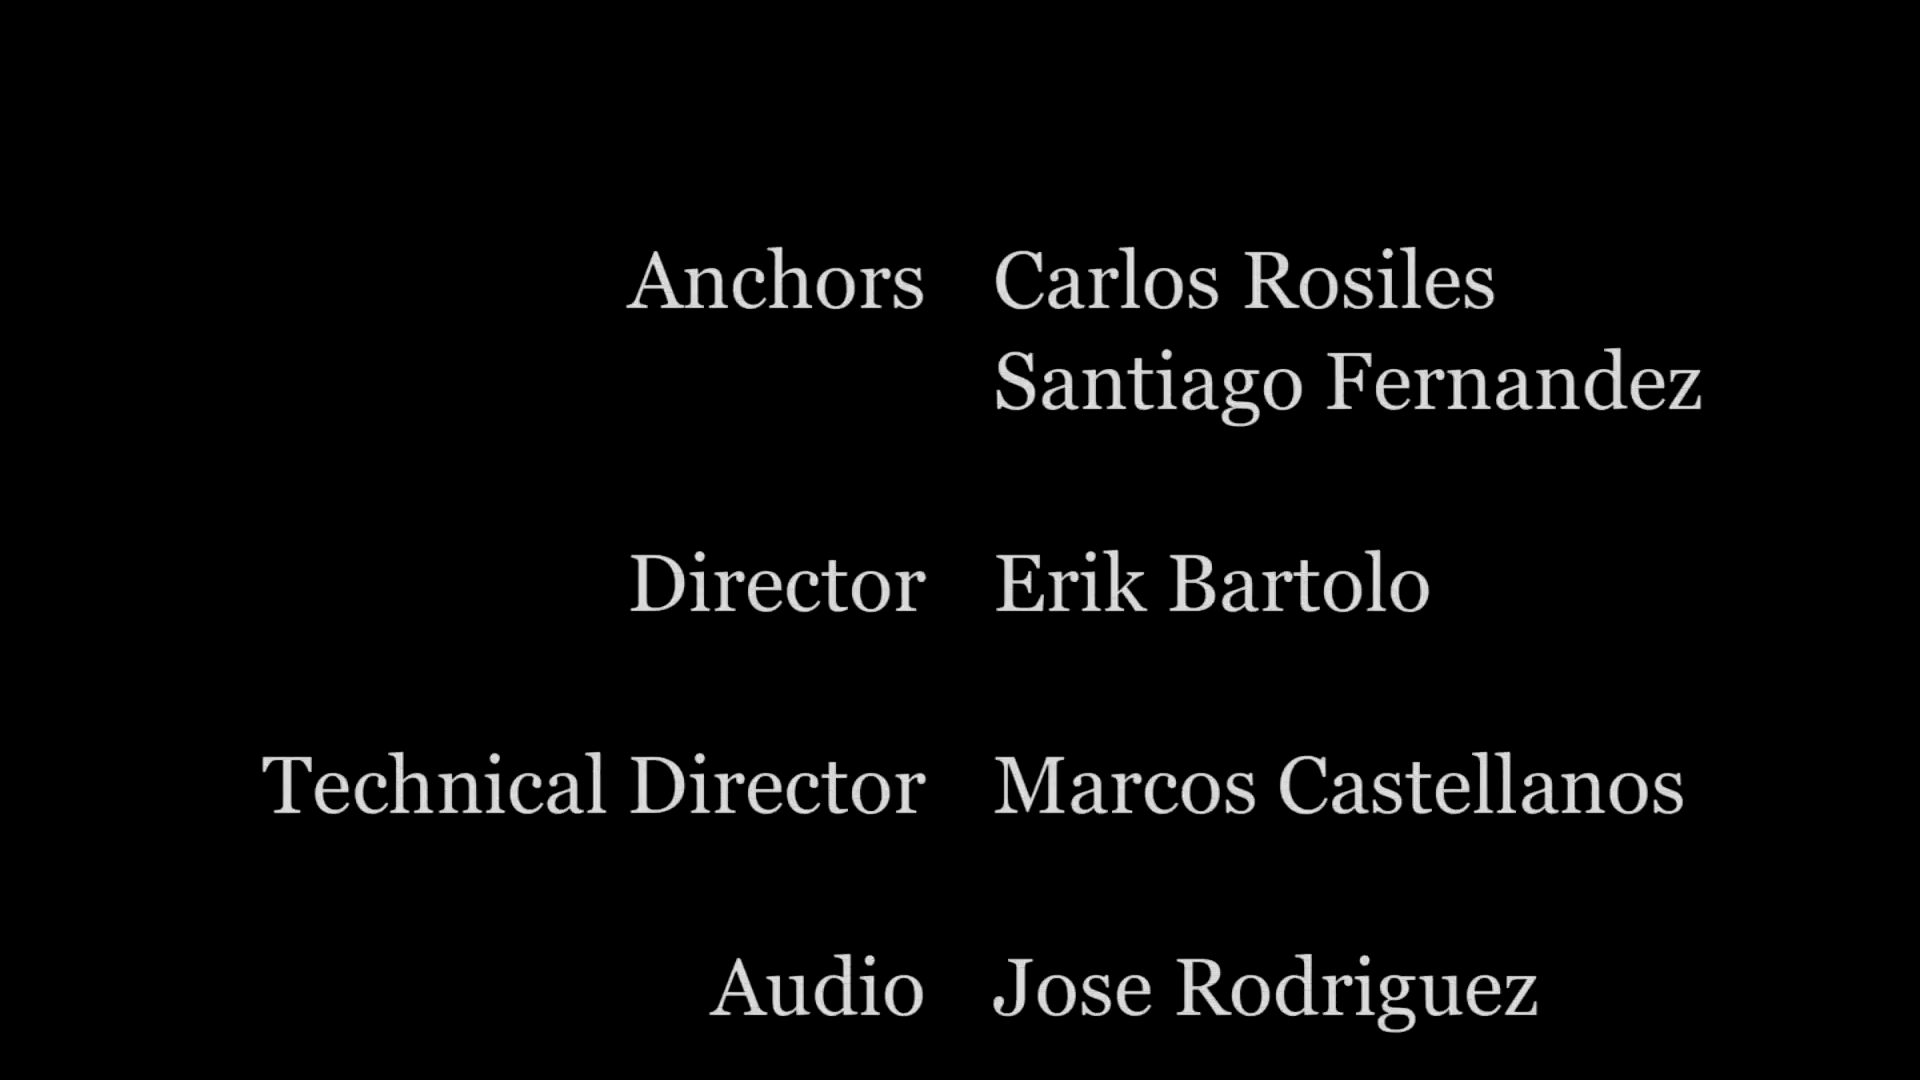 Anchors Carlos Rosiles
Santiago Fernandez
Director Erik Bartolo
Technical Director Marcos Castellanos
Audio Jose Rodriguez